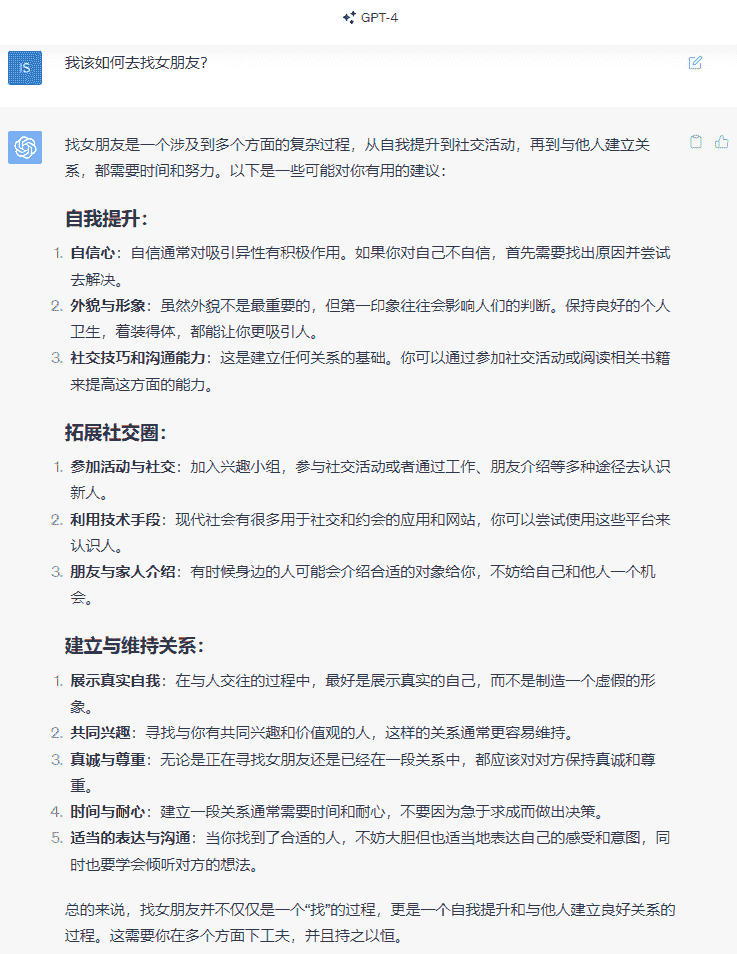 GPT-4
IS
我该如何去找女朋友？
找女朋友是一个涉及到多个方面的复杂过程，从自我提升到社交活动，再到与他人建立关
系，都需要时间和努力。以下是一些可能对你有用的建议：
自我提升：
1. 自信心：自信通常对吸引异性有积极作用。如果你对自己不自信，首先需要找出原因并尝试
去解决。
2. 外貌与形象：虽然外貌不是最重要的，但第一印象往往会影响人们的判断。保持良好的个人
卫生，着装得体，都能让你更吸引人。
3. 社交技巧和沟通能力：这是建立任何关系的基础。你可以通过参加社交活动或阅读相关书籍
来提高这方面的能力。
拓展社交圈：
1. 参加活动与社交：加入兴趣小组，参与社交活动或者通过工作、朋友介绍等多种途径去认识
新人。
2. 利用技术手段：现代社会有很多用于社交和约会的应用和网站，你可以尝试使用这些平台来
认识人。
3. 朋友与家人介绍：有时候身边的人可能会介绍合适的对象给你，不妨给自己和他人一个机
会。
建立与维持关系：
1. 展示真实自我：在与人交往的过程中，最好是展示真实的自己，而不是制造一个虚假的形
象。
2. 共同兴趣：寻找与你有共同兴趣和价值观的人，这样的关系通常更容易维持。
3. 真诚与尊重：无论是正在寻找女朋友还是已经在一段关系中，都应该对对方保持真诚和尊
重。
4. 时间与耐心：建立一段关系通常需要时间和耐心，不要因为急于求成而做出决策。
5. 适当的表达与沟通：当你找到了合适的人，不妨大胆但也适当地表达自己的感受和意图，同
时也要学会倾听对方的想法。
总的来说，找女朋友并不仅仅是一个“找”的过程，更是一个自我提升和与他人建立良好关系的
过程。这需要你在多个方面下工夫，并且持之以恒。